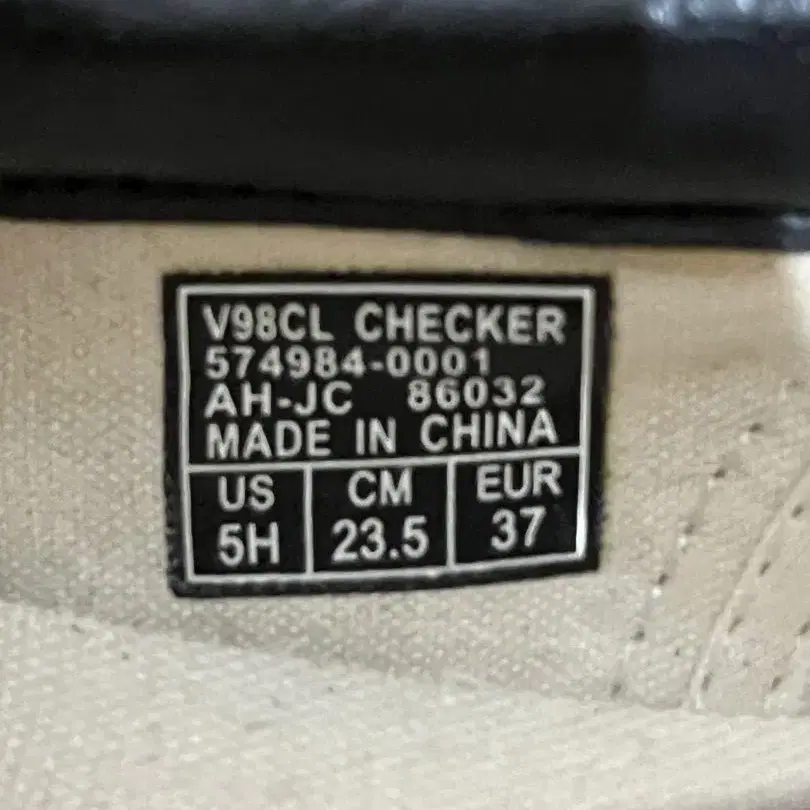 V98CL CHECKER
574984-0001
AH-JC 86032
MADE IN CHINA
US CM EUR
5H 23.5 37